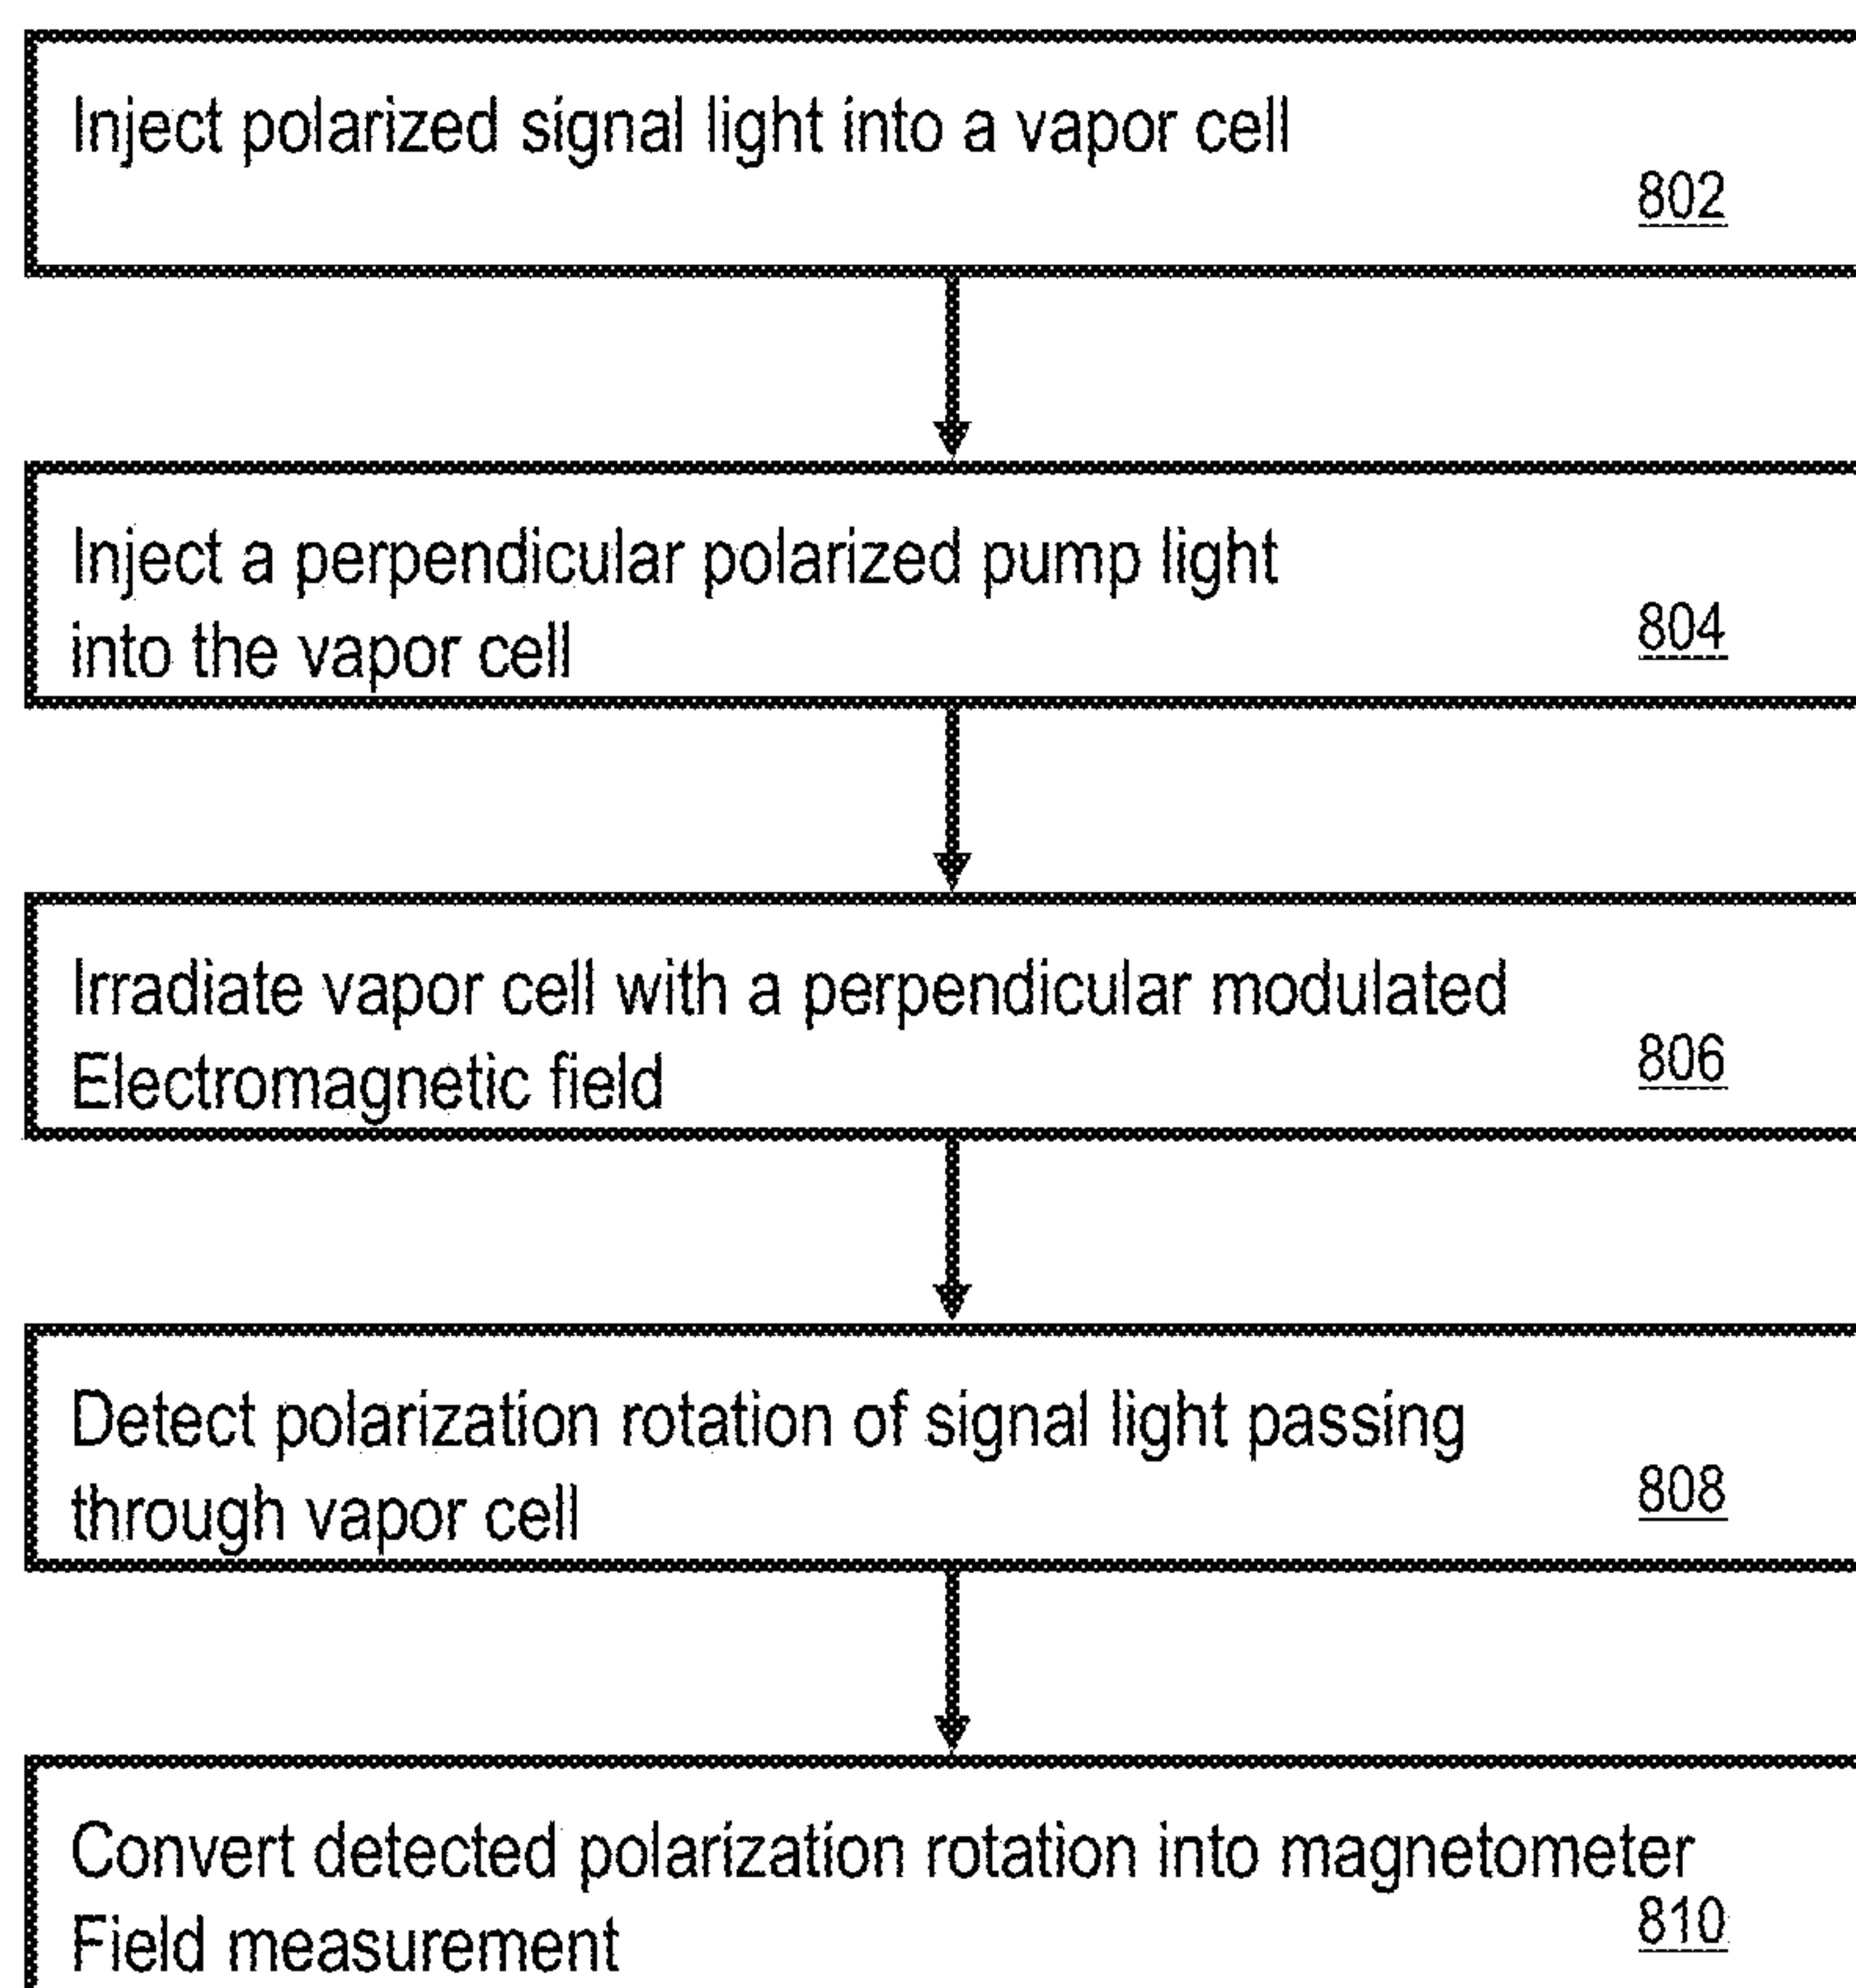 Inject polarized signal light into a vapor cell
802
Inject a perpendicular polarized pump light
into the vapor cell
804
Irradiate vapor cell with a perpendicular modulated
Electromagnetic field
806
Detect polarization rotation of signal light passing
through vapor cell
808
Convert detected polarization rotation into magnetometer
Field measurement
810